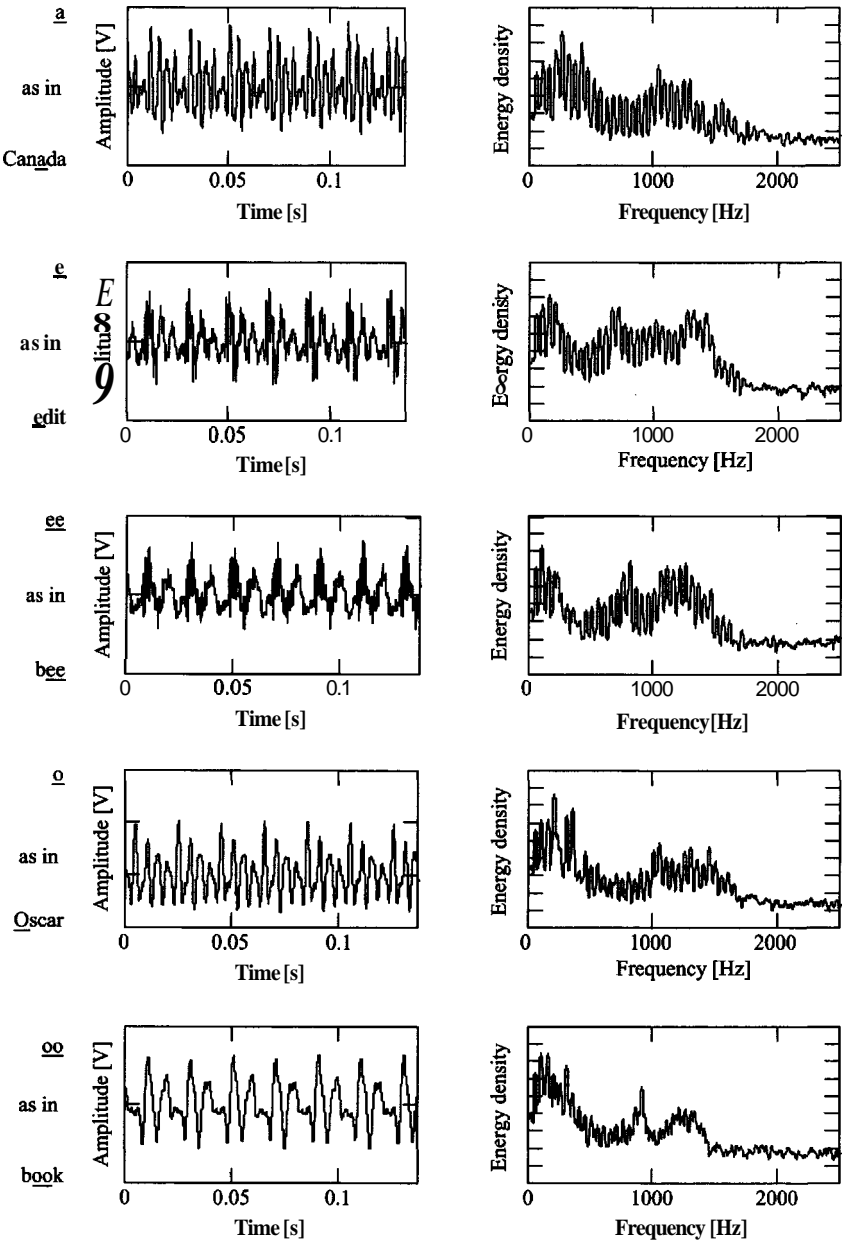 a
as in
Canada
Amplitude [V]
0 0.05 0.1
Time [s]
Energy density
0 1000 2000
Frequency [Hz]
e
as in
edit
E
8
litu
9
0 0.05 0.1
Time [s]
E∞rgy density
0 1000 2000
Frequency [Hz]
ee
as in
bee
Amplitude [V]
0 0.05 0.1
Time [s]
Energy density
0 1000 2000
Frequency [Hz]
o
as in
Oscar
Amplitude [V]
0 0.05 0.1
Time [s]
Energy density
0 1000 2000
Frequency [Hz]
oo
as in
book
Amplitude [V]
0 0.05 0.1
Time [s]
Energy density
0 1000 2000
Frequency [Hz]